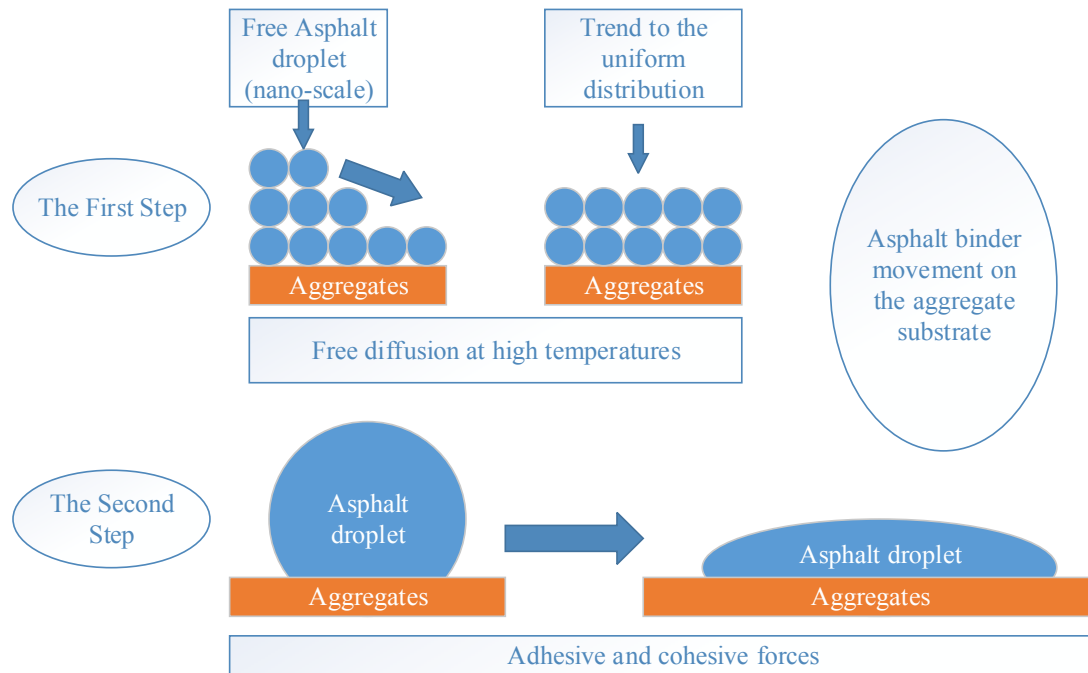 Free Asphalt
droplet
(nano-scale)
Trend to the
uniform
distribution
The First Step
Aggregates
Aggregates
Free diffusion at high temperatures
Asphalt binder
movement on
the aggregate
substrate
The Second
Step
Asphalt
droplet
Aggregates
Asphalt droplet
Aggregates
Adhesive and cohesive forces